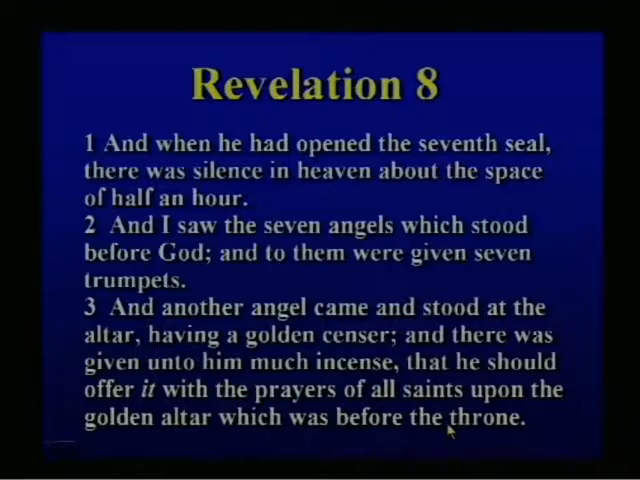 Revelation 8
1 And when he had opened the seventh seal,
there was silence in heaven about the space
of half an hour.
2 And I saw the seven angels which stood
before God; and to them were given seven
trumpets.
3 And another angel came and stood at the
altar, having a golden censer; and there was
given unto him much incense, that he should
offer it with the prayers of all saints upon the
golden altar which was before the throne.